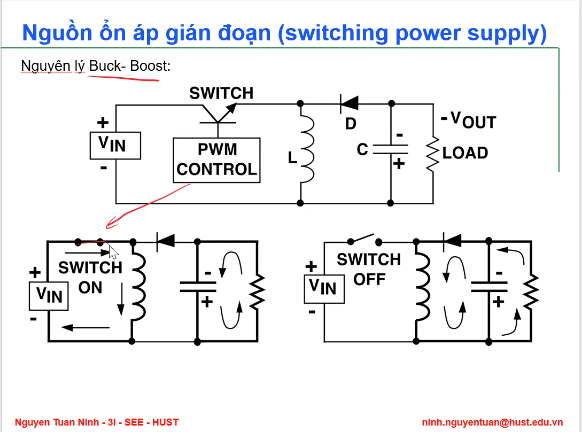 Nguồn ổn áp gián đoạn (switching power supply)
Nguyên lý Buck- Boost:
SWITCH
+
VIN
-
PWM
CONTROL
L
D
C
-
+
-VOUT
LOAD
SWITCH
ON
+
VIN
-
-
+
SWITCH
OFF
+
VIN
-
-
+
Nguyen Tuan Ninh - 3I - SEE - HUST
ninh.nguyentuan@hust.edu.vn